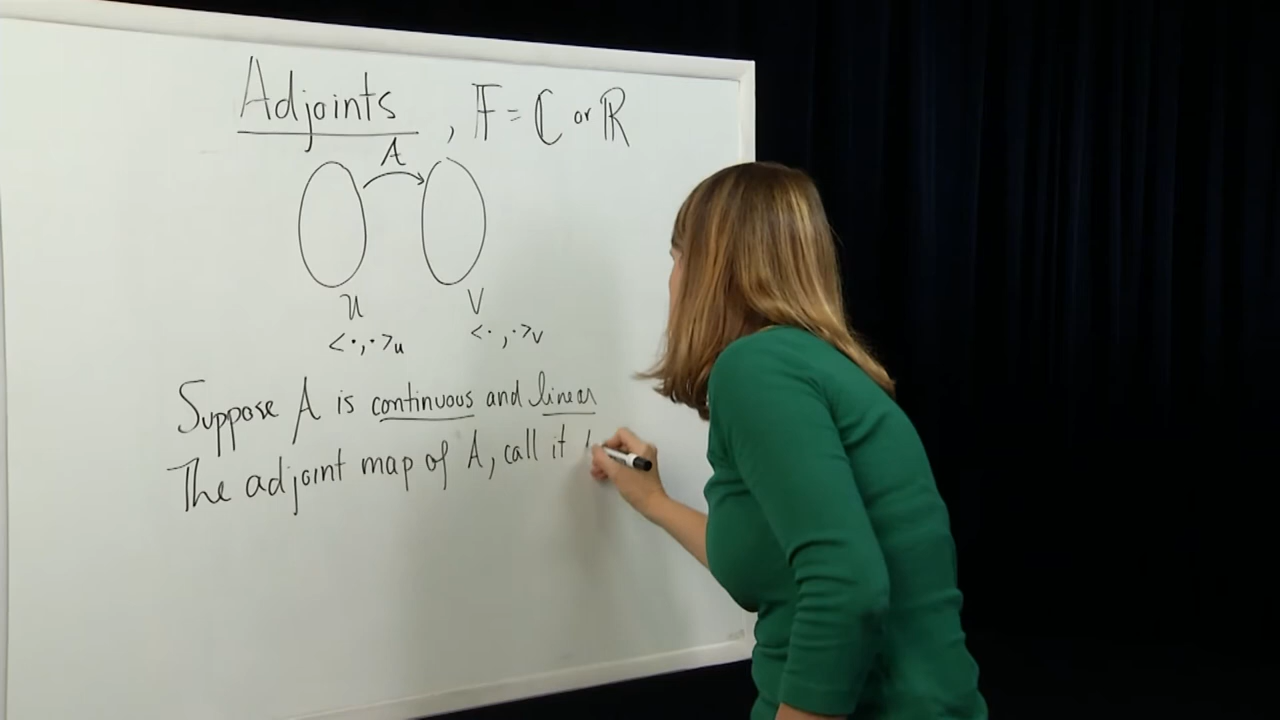 Adjoints, 𝔽 = ℂ or ℝ
A
U V
<·,·>u <·,·>v
Suppose A is continuous and linear
The adjoint map of A, call it